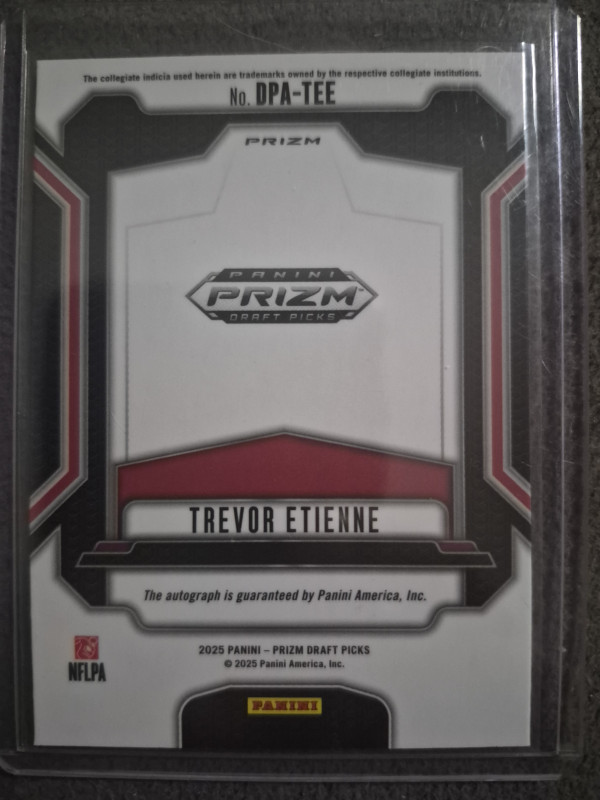 The collegiate indicia used herein are trademarks owned by the respective collegiate institutions.
No. DPA-TEE
PRIZM
PANINI
PRIZM™
DRAFT PICKS
TREVOR ETIENNE
The autograph is guaranteed by Panini America, Inc.
2025 PANINI – PRIZM DRAFT PICKS
© 2025 Panini America, Inc.
NFLPA
PANINI